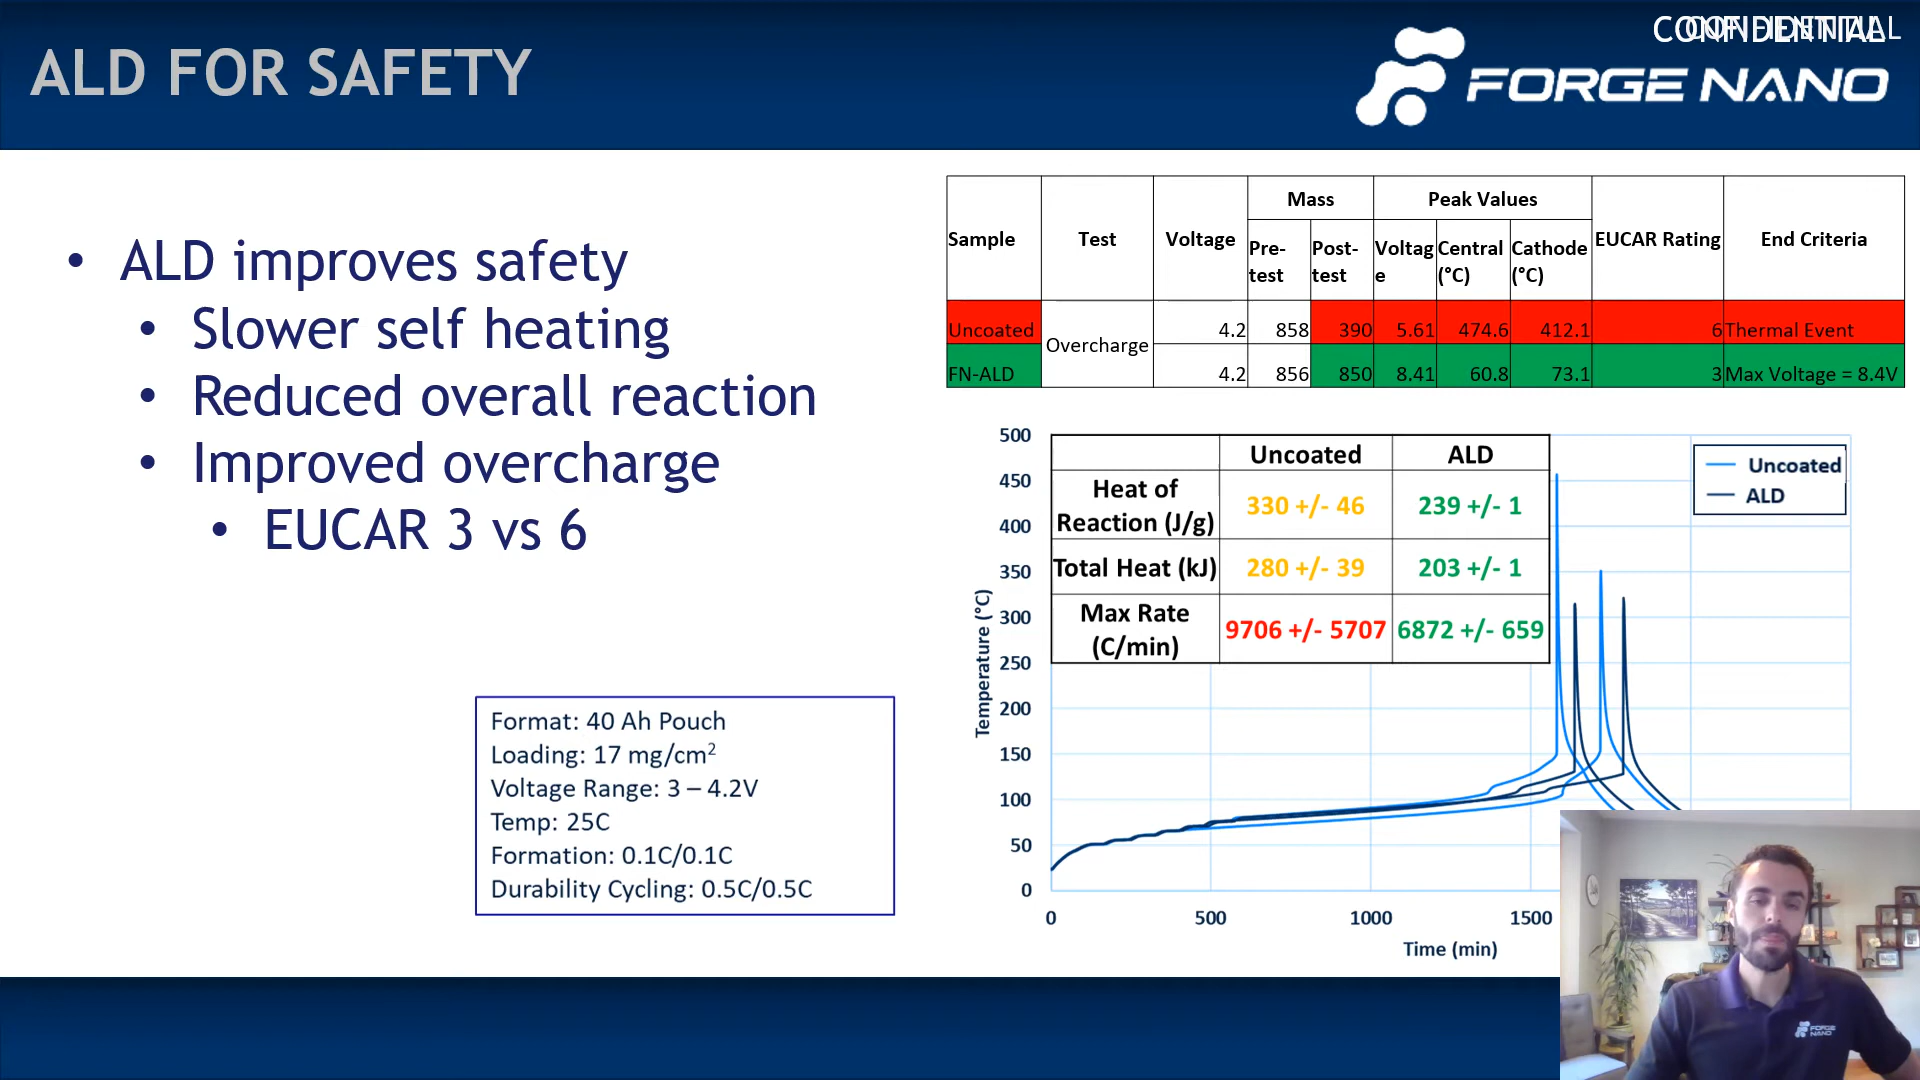 CONFIDENTIAL
CONFIDENTIAL
ALD FOR SAFETY
FORGE NANO
• ALD improves safety
• Slower self heating
• Reduced overall reaction
• Improved overcharge
• EUCAR 3 vs 6
Format: 40 Ah Pouch
Loading: 17 mg/cm²
Voltage Range: 3 – 4.2V
Temp: 25C
Formation: 0.1C/0.1C
Durability Cycling: 0.5C/0.5C
Mass Peak Values
Sample Test Voltage Pre-test Post-test Voltage Central (°C) Cathode (°C) EUCAR Rating End Criteria
Uncoated Overcharge 4.2 858 390 5.61 474.6 412.1 6 Thermal Event
FN-ALD 4.2 856 850 8.41 60.8 73.1 3 Max Voltage = 8.4V
Uncoated ALD
Heat of Reaction (J/g) 330 +/- 46 239 +/- 1
Total Heat (kJ) 280 +/- 39 203 +/- 1
Max Rate (C/min) 9706 +/- 5707 6872 +/- 659
Uncoated
ALD
Temperature (°C)
500
450
400
350
300
250
200
150
100
50
0
0 500 1000 1500
Time (min)
FORGE
NANO